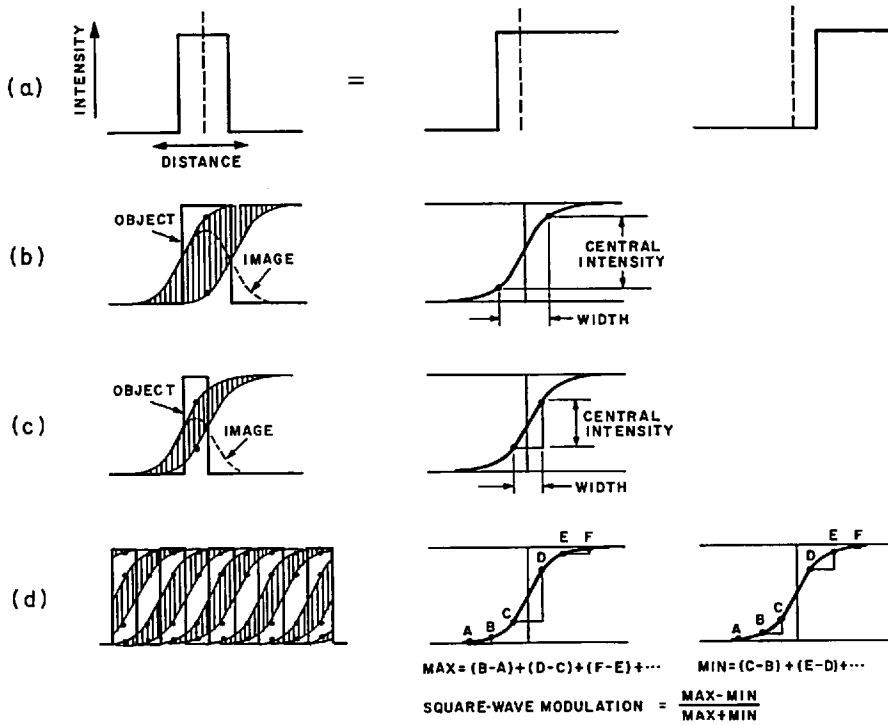 (a)
INTENSITY
DISTANCE
=
(b)
OBJECT
IMAGE
CENTRAL
INTENSITY
WIDTH
(c)
OBJECT
IMAGE
CENTRAL
INTENSITY
WIDTH
(d)
A
B
C
D
E
F
A
B
C
D
E
F
MAX=(B-A)+(D-C)+(F-E)+···
MIN=(C-B)+(E-D)+···
SQUARE-WAVE MODULATION = MAX-MIN
MAX+MIN